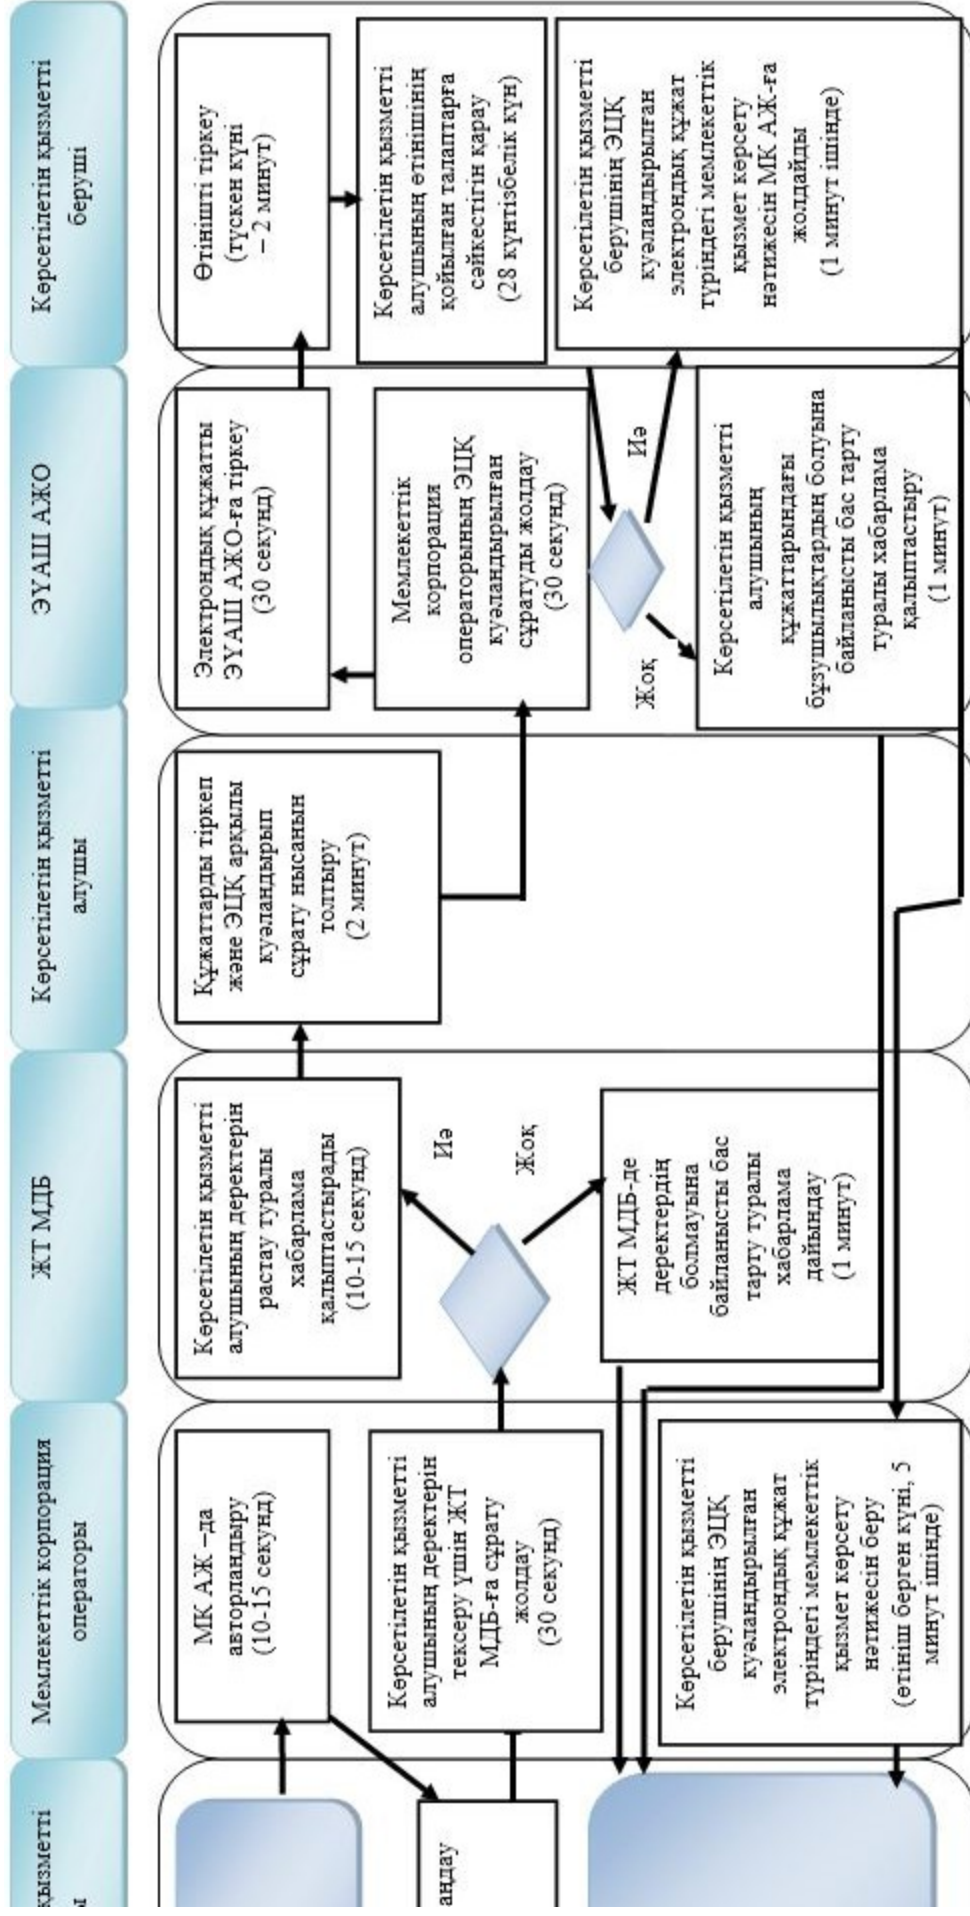 қызметті
Мемлекеттік корпорация
операторы
ЖТ МДБ
Көрсетілетін қызметті
алушы
ЭҮАШ АЖО
Көрсетілетін қызметті
беруші
андау
МК АЖ –да
авторландыру
(10-15 секунд)
Көрсетілетін қызметті
алушының деректерін
тексеру үшін ЖТ
МДБ-ға сұрату
жолдау
(30 секунд)
Көрсетілетін қызметті
берушінің ЭЦҚ
куәландырылған
электрондық құжат
түріндегі мемлекеттік
қызмет көрсету
нәтижесін беру
(өтініш берген күні, 5
минут ішінде)
Көрсетілетін қызметті
алушының деректерін
растау туралы
хабарлама
қалыптастырады
(10-15 секунд)
Иә
Жоқ
ЖТ МДБ-де
деректердің
болмауына
байланысты бас
тарту туралы
хабарлама
дайындау
(1 минут)
Құжаттарды тіркеп
және ЭЦҚ арқылы
куәландырып
сұрату нысанын
толтыру
(2 минут)
Электрондық құжатты
ЭҮАШ АЖО-ға тіркеу
(30 секунд)
Мемлекеттік
корпорация
операторының ЭЦҚ
куәландырылған
сұратуды жолдау
(30 секунд)
Жоқ
Иә
Көрсетілетін қызметті
алушының
құжаттарындағы
бұзушылықтардың болуына
байланысты бас тарту
туралы хабарлама
қалыптастыру
(1 минут)
Өтінішті тіркеу
(түскен күні
– 2 минут)
Көрсетілетін қызметті
алушының өтінішінің
қойылған талаптарға
сәйкестігін қарау
(28 күнтізбелік күн)
Көрсетілетін қызметті
берушінің ЭЦҚ
куәландырылған
электрондық құжат
түріндегі мемлекеттік
қызмет көрсету
нәтижесін МК АЖ-ға
жолдайды
(1 минут ішінде)